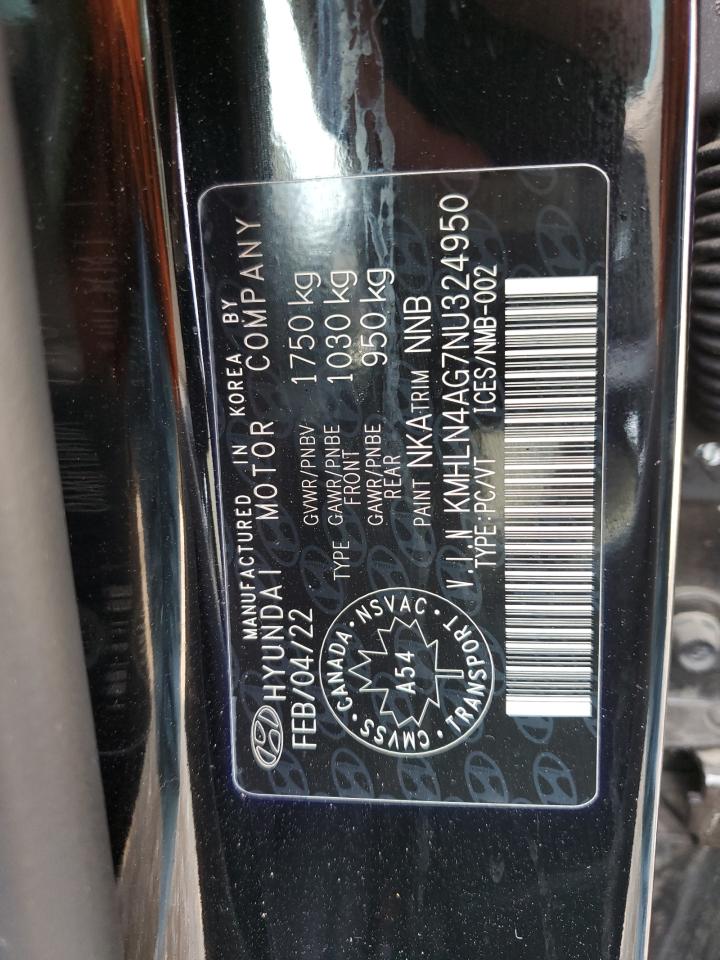 MANUFACTURED IN KOREA BY
HYUNDAI MOTOR COMPANY
FEB/04/22
GVWR/PNBV 1750 kg
TYPE GAWR/PNBE FRONT 1030 kg
GAWR/PNBE REAR 950 kg
PAINT NKA TRIM NNB
V.I.N KMHLN4AG7NU324950
TYPE:PC/VT ICES/NMB-002
CANADA · NSVAC · TRANSPORT · CMVSS ·
A54